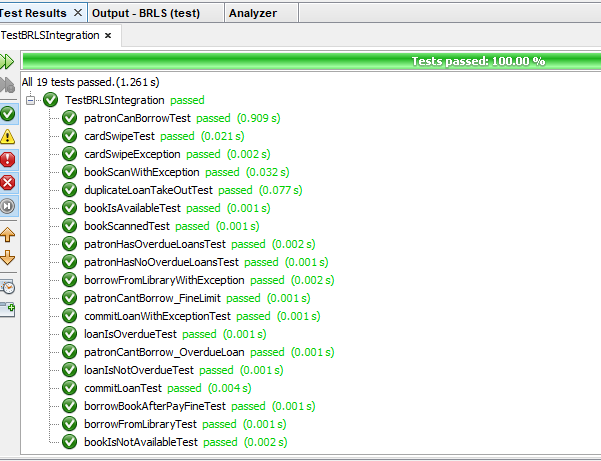 Test Results × Output - BRLS (test) Analyzer
TestBRLSIntegration ×
Tests passed: 100.00 %
All 19 tests passed.(1.261 s)
TestBRLSIntegration passed
patronCanBorrowTest passed (0.909 s)
cardSwipeTest passed (0.021 s)
cardSwipeException passed (0.002 s)
bookScanWithException passed (0.032 s)
duplicateLoanTakeOutTest passed (0.077 s)
bookIsAvailableTest passed (0.001 s)
bookScannedTest passed (0.001 s)
patronHasOverdueLoansTest passed (0.002 s)
patronHasNoOverdueLoansTest passed (0.001 s)
borrowFromLibraryWithException passed (0.002 s)
patronCantBorrow_FineLimit passed (0.001 s)
commitLoanWithExceptionTest passed (0.001 s)
loanIsOverdueTest passed (0.001 s)
patronCantBorrow_OverdueLoan passed (0.001 s)
loanIsNotOverdueTest passed (0.001 s)
commitLoanTest passed (0.004 s)
borrowBookAfterPayFineTest passed (0.001 s)
borrowFromLibraryTest passed (0.001 s)
bookIsNotAvailableTest passed (0.002 s)